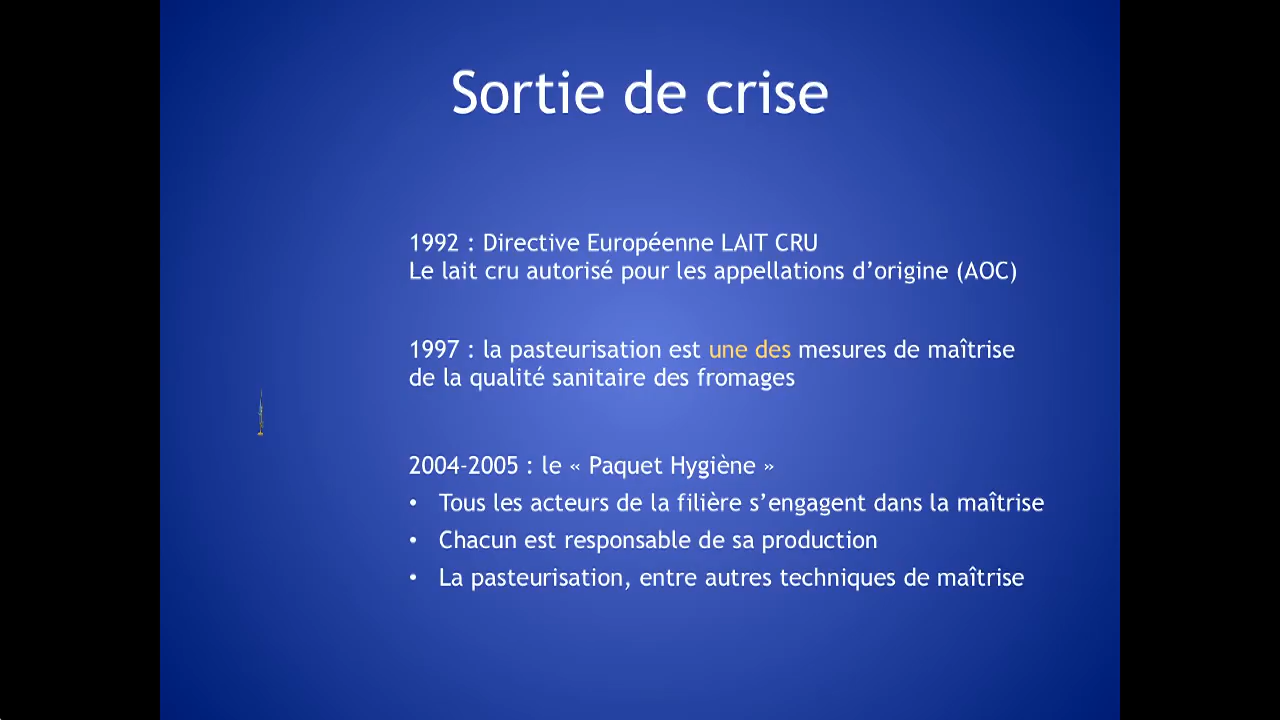 Sortie de crise
1992 : Directive Européenne LAIT CRU
Le lait cru autorisé pour les appellations d’origine (AOC)
1997 : la pasteurisation est une des mesures de maîtrise
de la qualité sanitaire des fromages
2004-2005 : le « Paquet Hygiène »
• Tous les acteurs de la filière s’engagent dans la maîtrise
• Chacun est responsable de sa production
• La pasteurisation, entre autres techniques de maîtrise